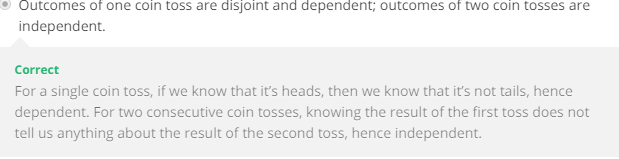 Outcomes of one coin toss are disjoint and dependent; outcomes of two coin tosses are
independent.
Correct
For a single coin toss, if we know that it's heads, then we know that it's not tails, hence
dependent. For two consecutive coin tosses, knowing the result of the first toss does not
tell us anything about the result of the second toss, hence independent.